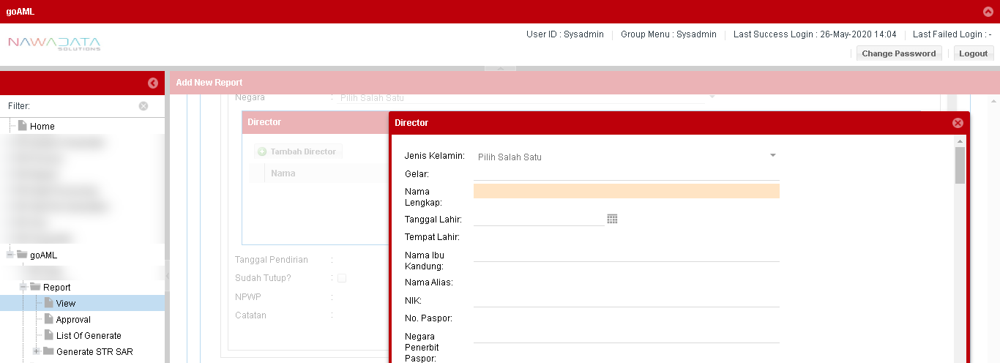 goAML
NAWADATA
SOLUTIONS
User ID : Sysadmin
Group Menu : Sysadmin
Last Success Login : 26-May-2020 14:04
Last Failed Login : -
Change Password
Logout
Filter:
Home
goAML
Report
View
Approval
List Of Generate
Generate STR SAR
Add New Report
Negara : Pilih Salah Satu
Director
Tambah Director
Nama
Tanggal Pendirian :
Sudah Tutup? :
NPWP :
Catatan :
Director
Jenis Kelamin: Pilih Salah Satu
Gelar:
Nama
Lengkap:
Tanggal Lahir:
Tempat Lahir:
Nama Ibu
Kandung:
Nama Alias:
NIK:
No. Paspor:
Negara
Penerbit
Paspor: